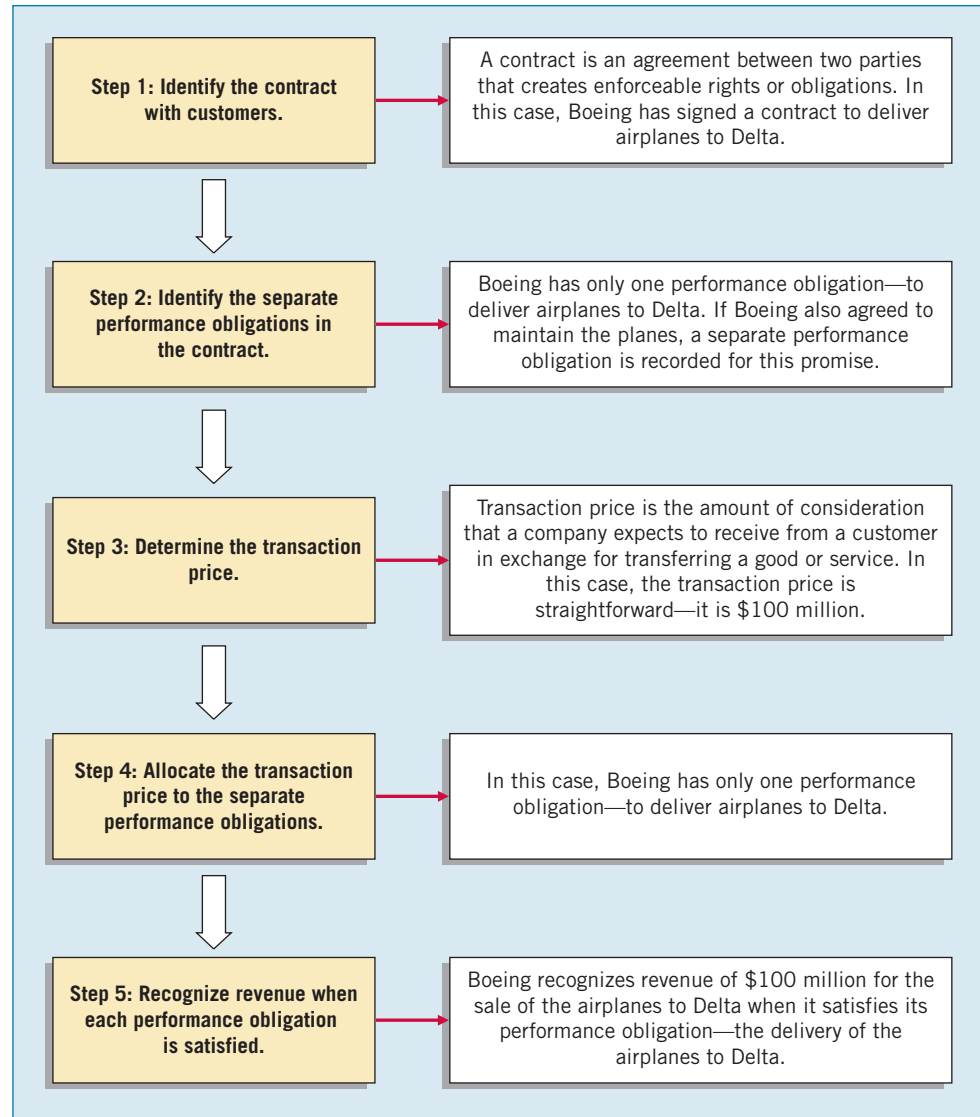 Step 1: Identify the contract
with customers.
A contract is an agreement between two parties
that creates enforceable rights or obligations. In
this case, Boeing has signed a contract to deliver
airplanes to Delta.
Step 2: Identify the separate
performance obligations in
the contract.
Boeing has only one performance obligation—to
deliver airplanes to Delta. If Boeing also agreed to
maintain the planes, a separate performance
obligation is recorded for this promise.
Step 3: Determine the transaction
price.
Transaction price is the amount of consideration
that a company expects to receive from a customer
in exchange for transferring a good or service. In
this case, the transaction price is
straightforward—it is $100 million.
Step 4: Allocate the transaction
price to the separate
performance obligations.
In this case, Boeing has only one performance
obligation—to deliver airplanes to Delta.
Step 5: Recognize revenue when
each performance obligation
is satisfied.
Boeing recognizes revenue of $100 million for the
sale of the airplanes to Delta when it satisfies its
performance obligation—the delivery of the
airplanes to Delta.